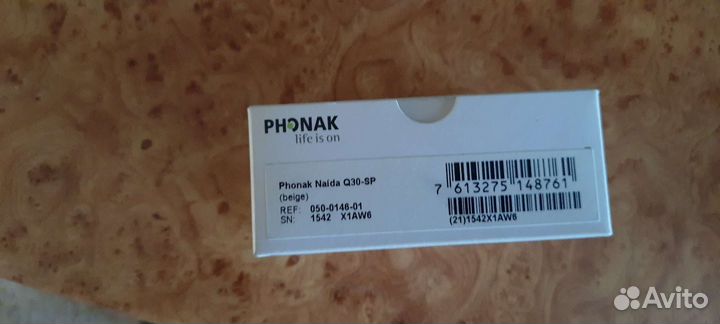 PHONAK
life is on
Phonak Naída Q30-SP
(beige)
REF: 050-0146-01
SN: 1542 X1AW6
7 613275 148761
(21)1542X1AW6
Avito